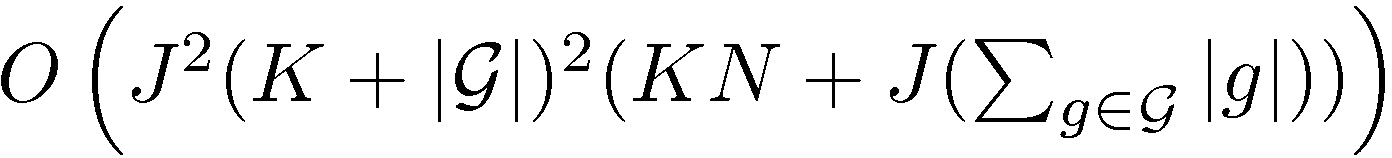 O\left(J^2(K + |\mathcal{G}|)^2(KN + J(\sum_{g \in \mathcal{G}} |g|))\right)